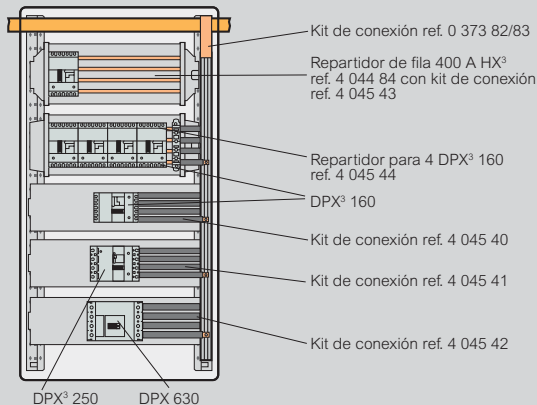 Kit de conexión ref. 0 373 82/83
Repartidor de fila 400 A HX³
ref. 4 044 84 con kit de conexión
ref. 4 045 43
Repartidor para 4 DPX³ 160
ref. 4 045 44
DPX³ 160
Kit de conexión ref. 4 045 40
Kit de conexión ref. 4 045 41
Kit de conexión ref. 4 045 42
DPX³ 250
DPX 630